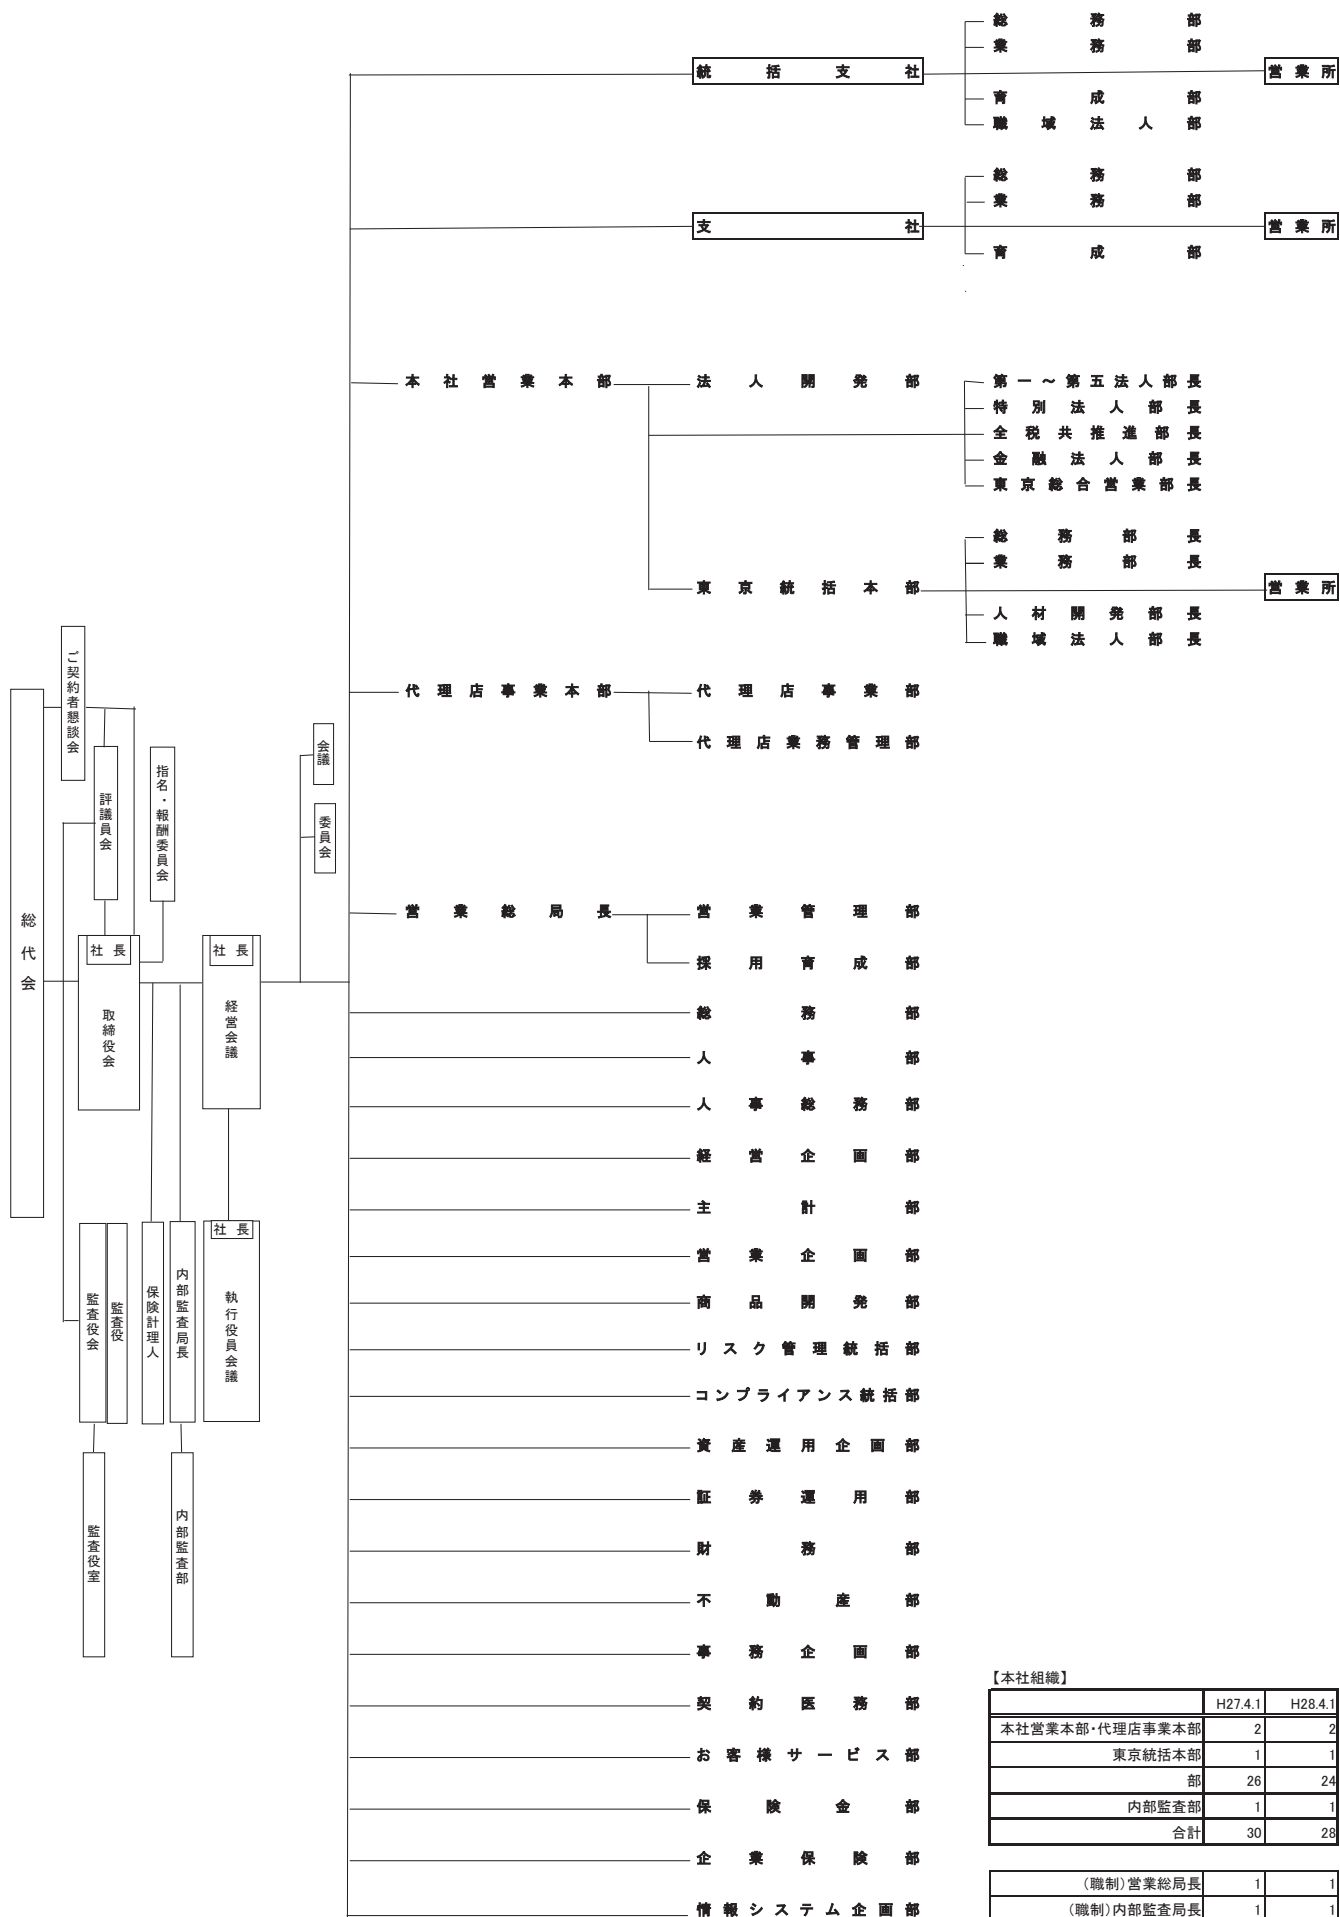 総務部
業務部
統括支社
営業所
育成部
職域法人部
総務部
業務部
支社
営業所
育成部
本社営業本部
法人開発部
第一～第五法人部長
特別法人部長
全税共推進部長
金融法人部長
東京総合営業部長
総務部長
業務部長
東京統括本部
営業所
人材開発部長
職域法人部長
代理店事業本部
代理店事業部
代理店業務管理部
総代会
ご契約者懇談会
評議員会
指名・報酬委員会
会議
委員会
社長
取締役会
社長
経営会議
社長
執行役員会議
監査役会
監査役
保険計理人
内部監査局長
監査役室
内部監査部
営業総局長
営業管理部
採用育成部
総務部
人事部
人事総務部
経営企画部
主計部
営業企画部
商品開発部
リスク管理統括部
コンプライアンス統括部
資産運用企画部
証券運用部
財務部
不動産部
事務企画部
契約医務部
お客様サービス部
保険金部
企業保険部
情報システム企画部
【本社組織】
H27.4.1 H28.4.1
本社営業本部・代理店事業本部 2 2
東京統括本部 1 1
部 26 24
内部監査部 1 1
合計 30 28
（職制）営業総局長 1 1
（職制）内部監査局長 1 1